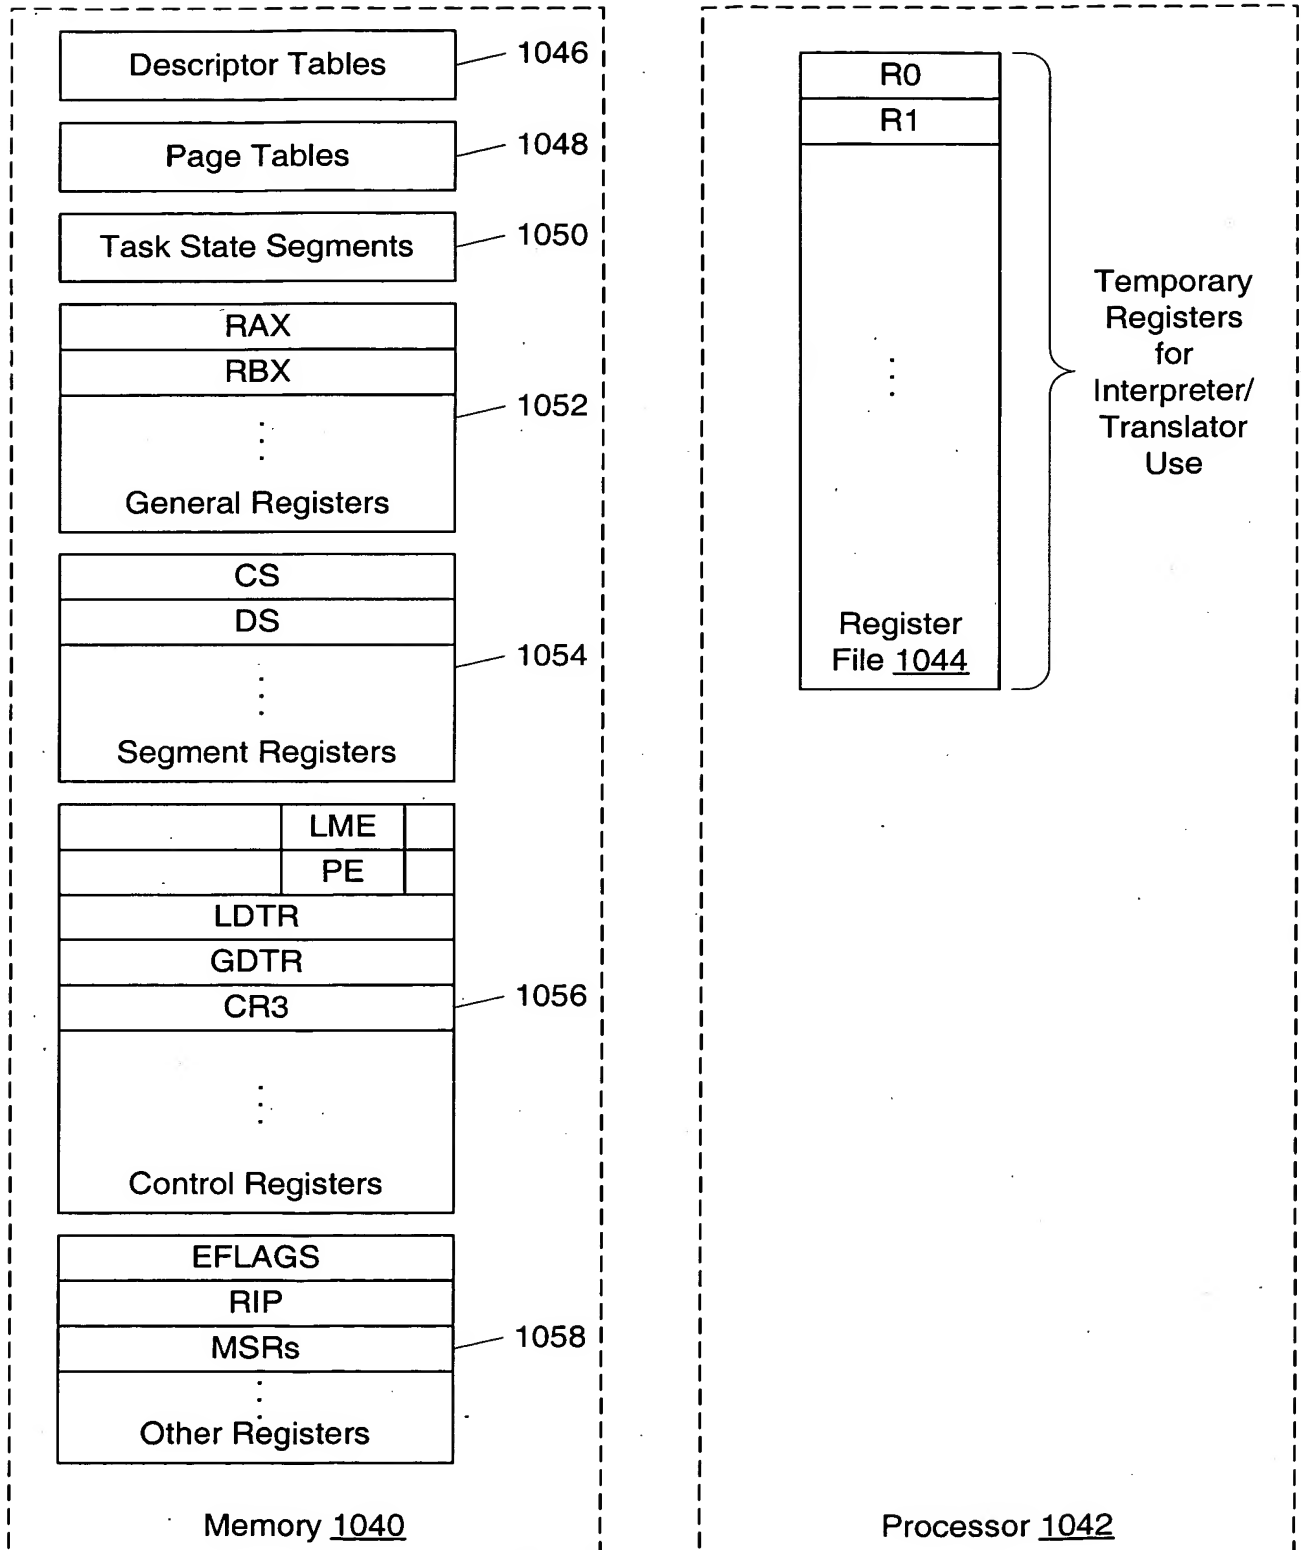 Descriptor Tables
1046
Page Tables
1048
Task State Segments
1050
RAX
RBX
1052
General Registers
CS
DS
1054
Segment Registers
LME
PE
LDTR
GDTR
CR3
1056
Control Registers
EFLAGS
RIP
MSRs
1058
Other Registers
Memory 1040
R0
R1
Register
File 1044
Temporary
Registers
for
Interpreter/
Translator
Use
Processor 1042